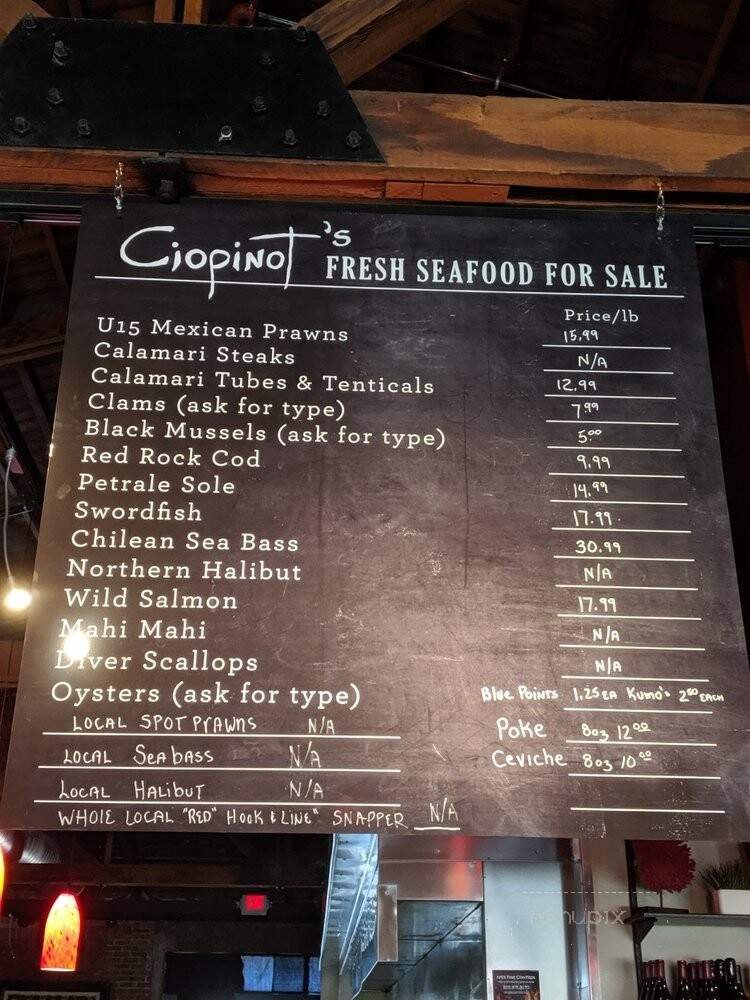 Ciopinot's FRESH SEAFOOD FOR SALE
Price/lb
U15 Mexican Prawns 15.99
Calamari Steaks N/A
Calamari Tubes & Tenticals 12.99
Clams (ask for type) 7.99
Black Mussels (ask for type) 5.00
Red Rock Cod 9.99
Petrale Sole 14.99
Swordfish 17.99
Chilean Sea Bass 30.99
Northern Halibut N/A
Wild Salmon 17.99
Mahi Mahi N/A
Diver Scallops N/A
Oysters (ask for type) Blue Points 1.25 EA Kumo's 2.50 EACH
LOCAL SPOT PRAWNS N/A Poke 8oz 12.00
LOCAL Seabass N/A Ceviche 8oz 10.00
LOCAL HALIBUT N/A
WHOLE LOCAL "RED" HOOK & LINE" SNAPPER N/A